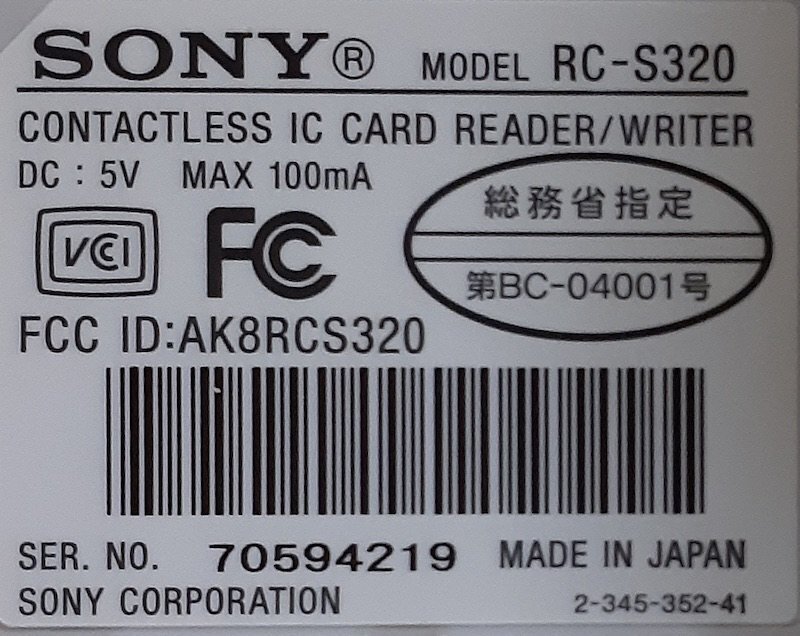 SONY® MODEL RC-S320
CONTACTLESS IC CARD READER/WRITER
DC : 5V MAX 100mA
総務省指定
第BC-04001号
VCCI
FC
FCC ID:AK8RCS320
SER. NO. 70594219 MADE IN JAPAN
SONY CORPORATION 2-345-352-41